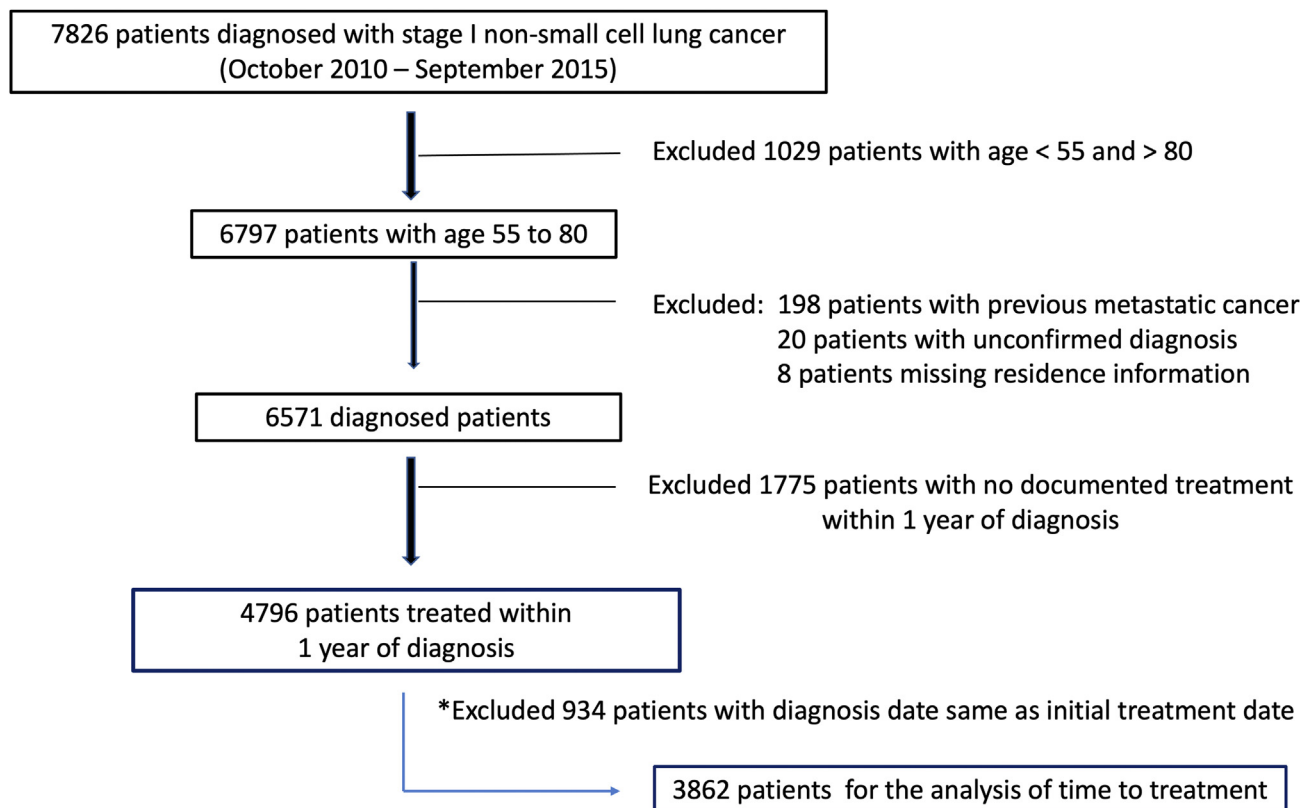 7826 patients diagnosed with stage I non-small cell lung cancer
(October 2010 – September 2015)
Excluded 1029 patients with age < 55 and > 80
6797 patients with age 55 to 80
Excluded: 198 patients with previous metastatic cancer
20 patients with unconfirmed diagnosis
8 patients missing residence information
6571 diagnosed patients
Excluded 1775 patients with no documented treatment
within 1 year of diagnosis
4796 patients treated within
1 year of diagnosis
*Excluded 934 patients with diagnosis date same as initial treatment date
3862 patients for the analysis of time to treatment